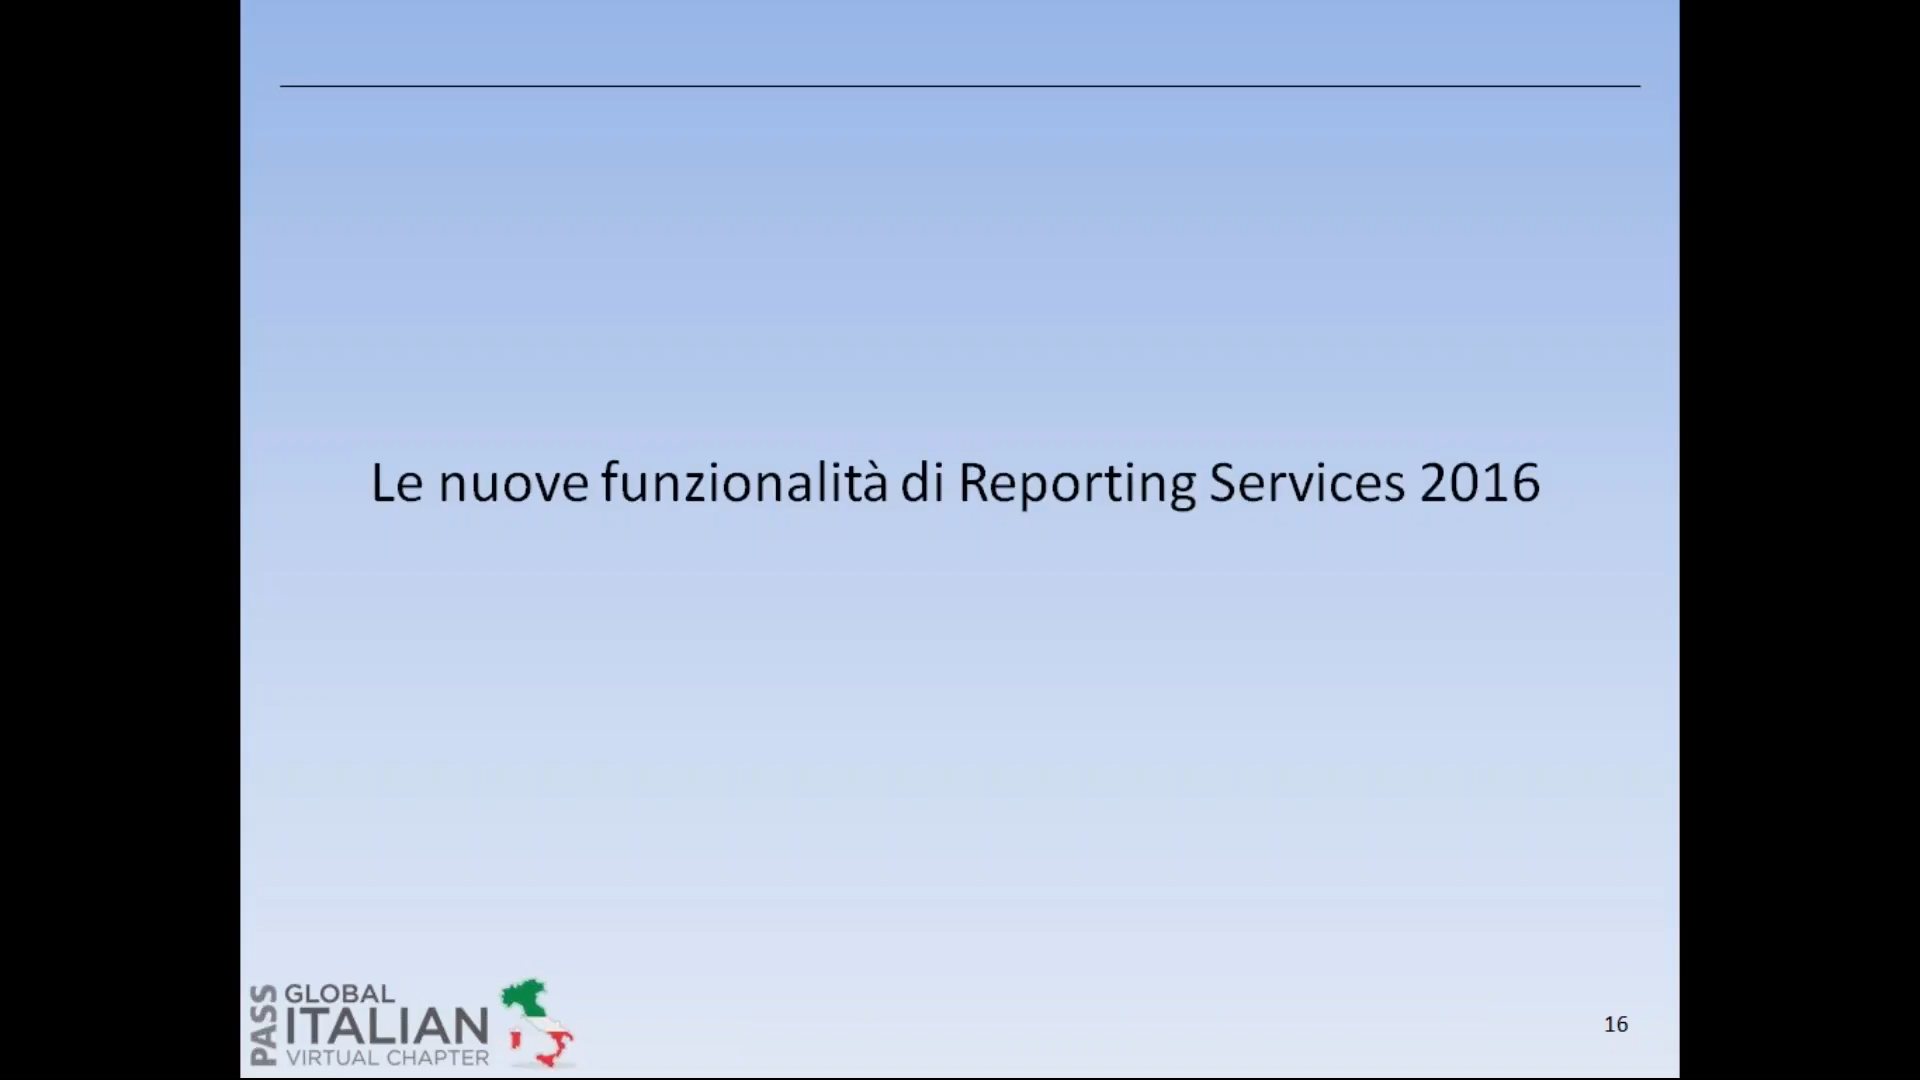 Le nuove funzionalità di Reporting Services 2016
PASS
GLOBAL
ITALIAN
VIRTUAL CHAPTER
16